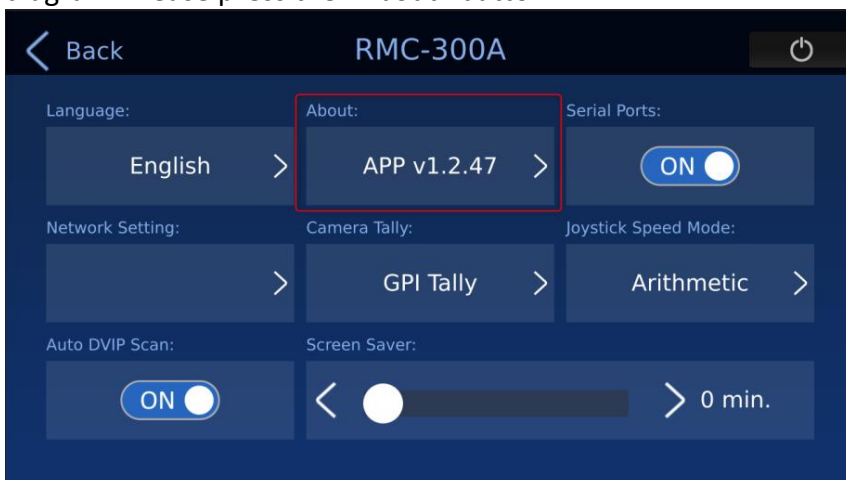 Back
RMC-300A
Language:
About:
Serial Ports:
English
APP v1.2.47
ON
Network Setting:
Camera Tally:
Joystick Speed Mode:
GPI Tally
Arithmetic
Auto DVIP Scan:
Screen Saver:
ON
0 min.